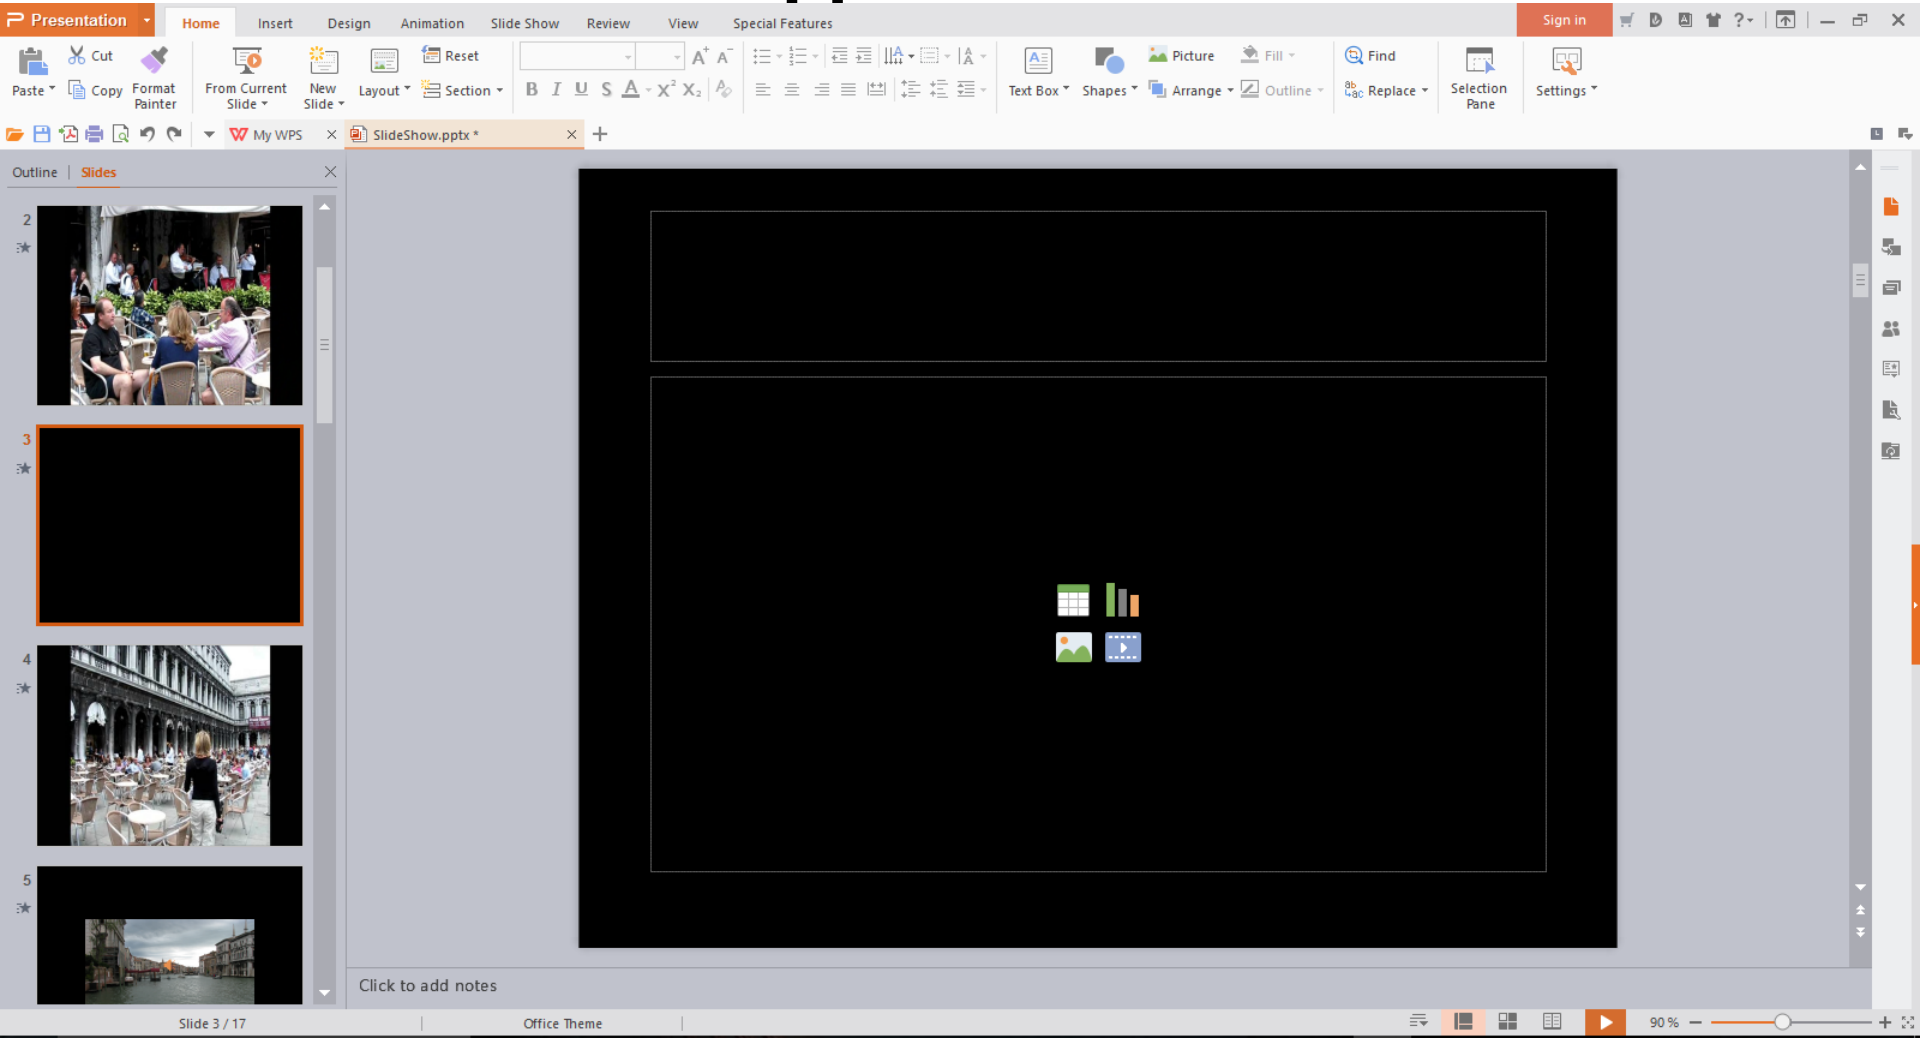 Presentation Home Insert Design Animation Slide Show Review View Special Features Sign in
Paste Cut Copy Format Painter
From Current Slide New Slide Layout Reset Section
B I U S A X² X₂
Text Box Shapes Picture Arrange Fill Outline
Find Replace Selection Pane Settings
My WPS SlideShow.pptx *
Outline | Slides
2
3
4
5
Click to add notes
Slide 3 / 17 Office Theme 90 %